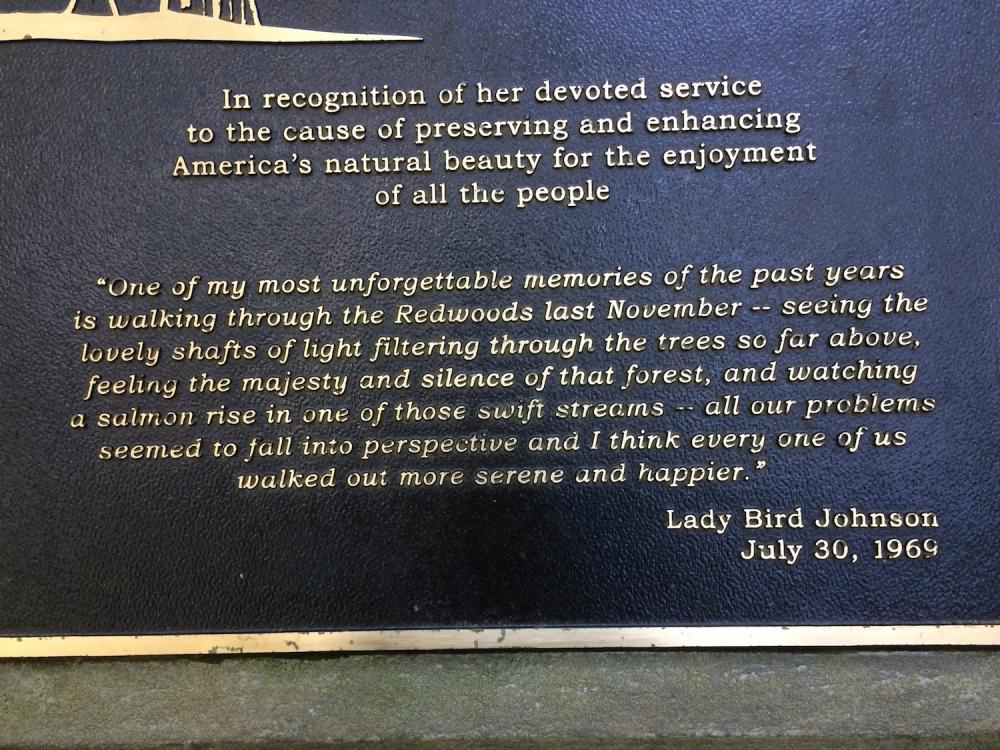 In recognition of her devoted service
to the cause of preserving and enhancing
America's natural beauty for the enjoyment
of all the people
"One of my most unforgettable memories of the past years
is walking through the Redwoods last November -- seeing the
lovely shafts of light filtering through the trees so far above,
feeling the majesty and silence of that forest, and watching
a salmon rise in one of those swift streams -- all our problems
seemed to fall into perspective and I think every one of us
walked out more serene and happier."
Lady Bird Johnson
July 30, 1969